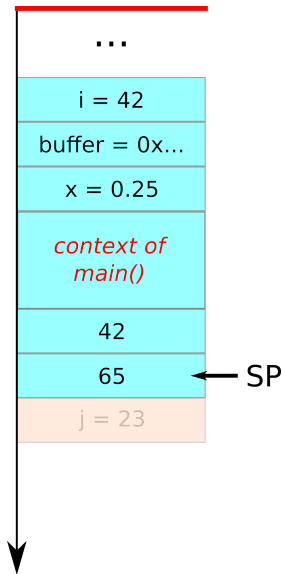 ...
i = 42
buffer = 0x...
x = 0.25
context of
main()
42
65
SP
j = 23